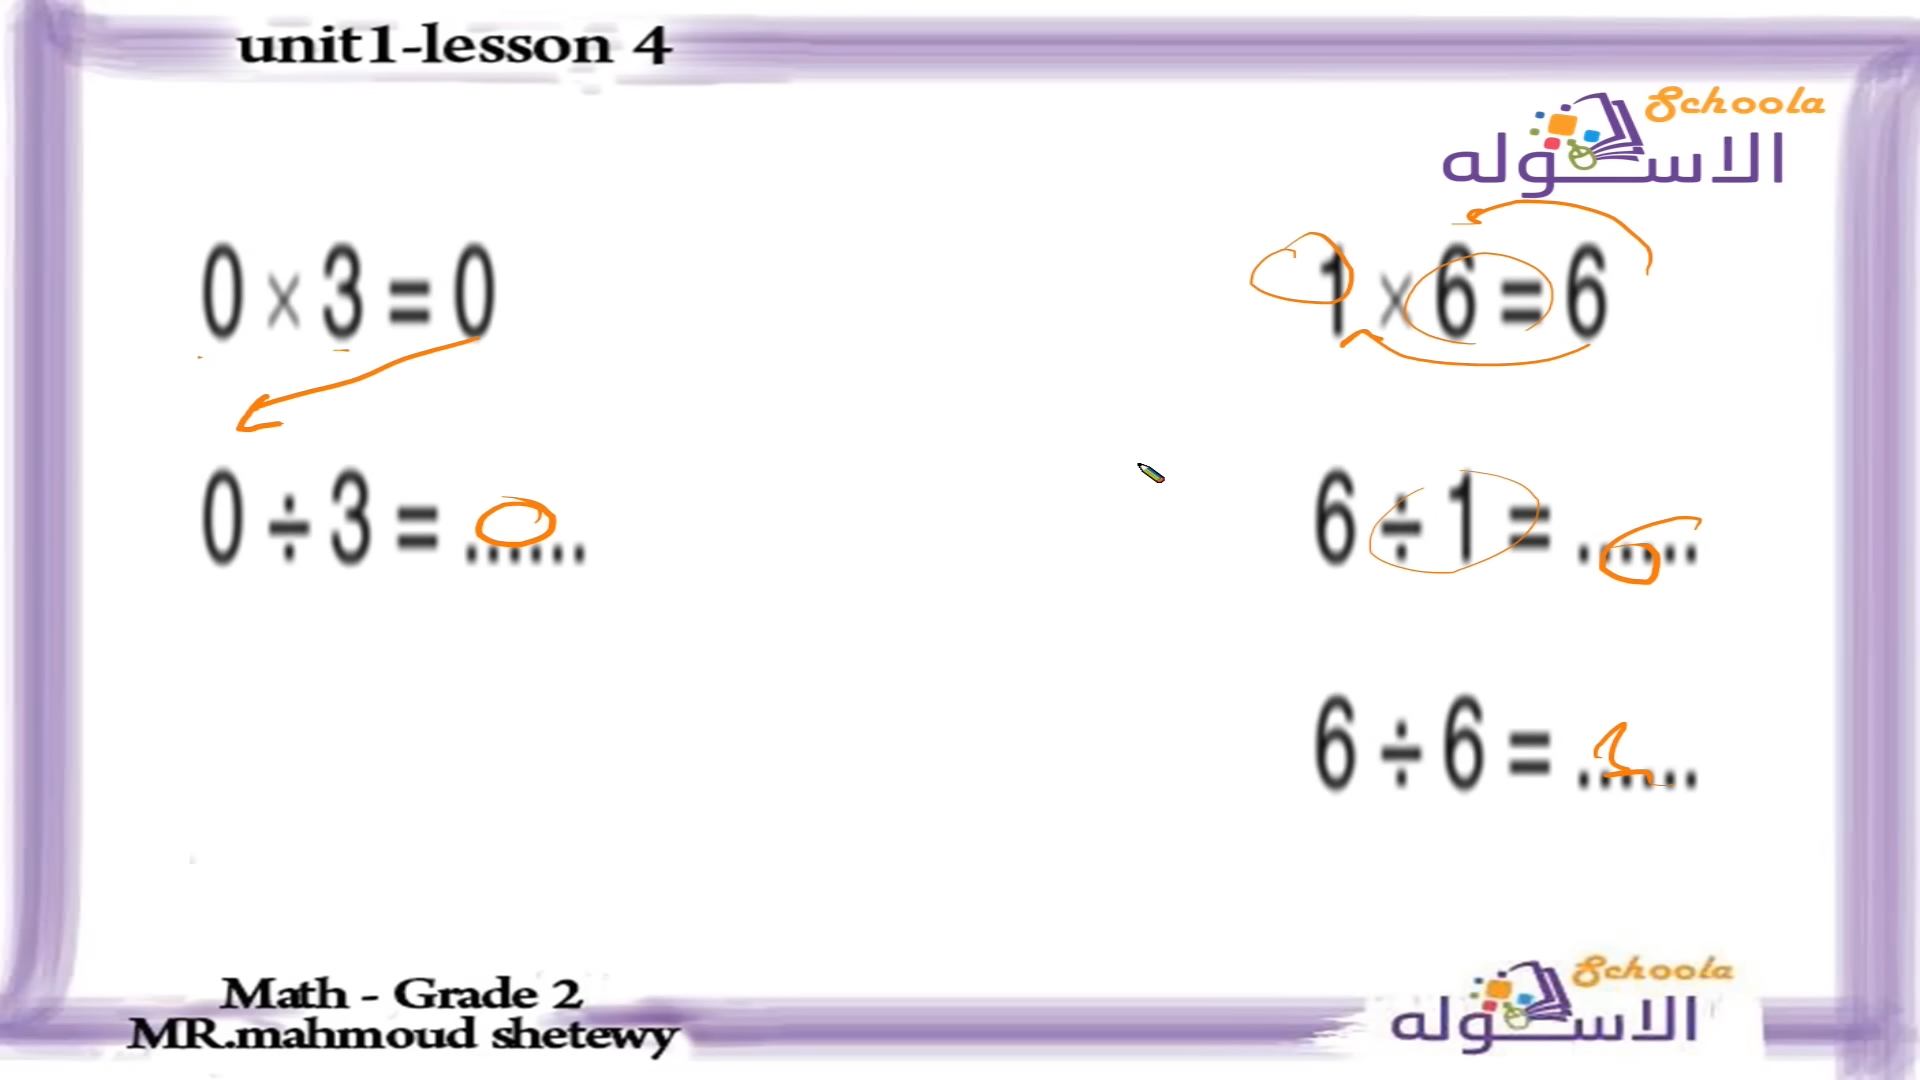 unit1-lesson 4
Schoola
الاسكوله
0 × 3 = 0
1 × 6 = 6
0 ÷ 3 = ...... 0
6 ÷ 1 = ...... 6
6 ÷ 6 = ...... 1
Math - Grade 2
MR.mahmoud shetewy
Schoola
الاسكوله